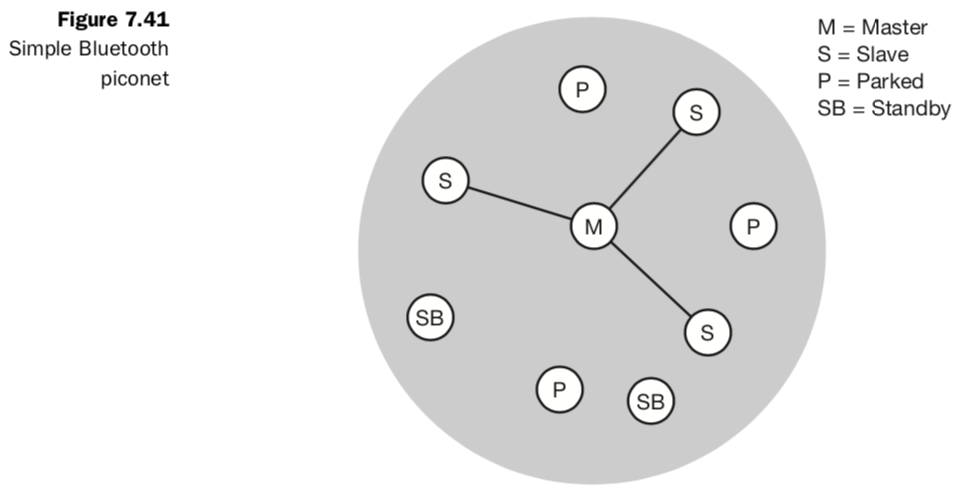 Figure 7.41
Simple Bluetooth
piconet
M = Master
S = Slave
P = Parked
SB = Standby
P
S
S
M
P
SB
S
P
SB